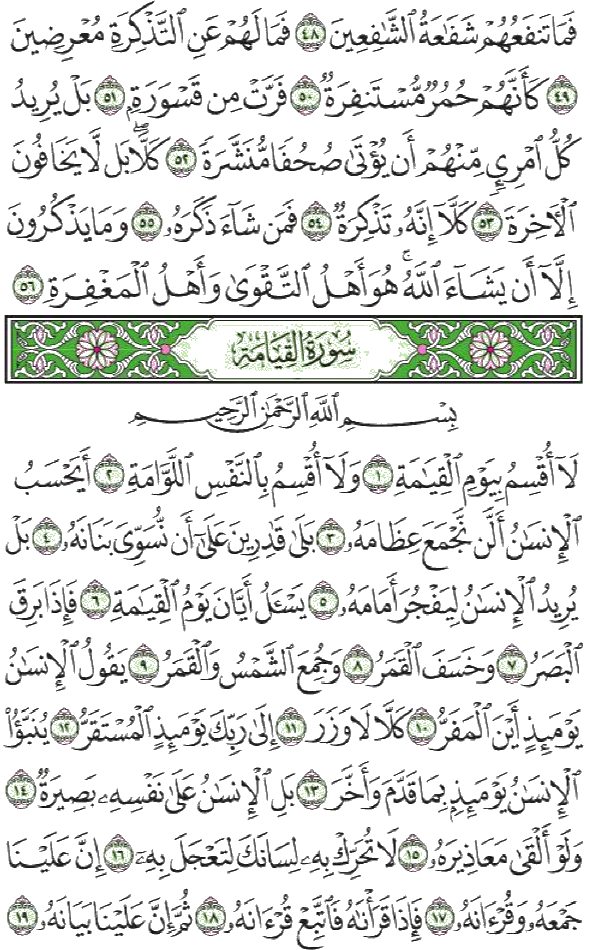 فَمَا تَنفَعُهُمْ شَفَٰعَةُ ٱلشَّٰفِعِينَ ٤٨ فَمَا لَهُمْ عَنِ ٱلتَّذْكِرَةِ مُعْرِضِينَ
٤٩ كَأَنَّهُمْ حُمُرٌ مُّسْتَنفِرَةٌ ٥٠ فَرَّتْ مِن قَسْوَرَةٍۭ ٥١ بَلْ يُرِيدُ
كُلُّ ٱمْرِئٍ مِّنْهُمْ أَن يُؤْتَىٰ صُحُفًا مُّنَشَّرَةً ٥٢ كَلَّاۖ بَل لَّا يَخَافُونَ
ٱلْأَخِرَةَ ٥٣ كَلَّآ إِنَّهُۥ تَذْكِرَةٌ ٥٤ فَمَن شَآءَ ذَكَرَهُۥ ٥٥ وَمَا يَذْكُرُونَ
إِلَّآ أَن يَشَآءَ ٱللَّهُۚ هُوَ أَهْلُ ٱلتَّقْوَىٰ وَأَهْلُ ٱلْمَغْفِرَةِ ٥٦
سُورَةُ القِيَامَةِ
بِسْمِ ٱللَّهِ ٱلرَّحْمَٰنِ ٱلرَّحِيمِ
لَآ أُقْسِمُ بِيَوْمِ ٱلْقِيَٰمَةِ ١ وَلَآ أُقْسِمُ بِٱلنَّفْسِ ٱللَّوَّامَةِ ٢ أَيَحْسَبُ
ٱلْإِنسَٰنُ أَلَّن نَّجْمَعَ عِظَامَهُۥ ٣ بَلَىٰ قَٰدِرِينَ عَلَىٰٓ أَن نُّسَوِّىَ بَنَانَهُۥ ٤ بَلْ
يُرِيدُ ٱلْإِنسَٰنُ لِيَفْجُرَ أَمَامَهُۥ ٥ يَسْـَٔلُ أَيَّانَ يَوْمُ ٱلْقِيَٰمَةِ ٦ فَإِذَا بَرِقَ
ٱلْبَصَرُ ٧ وَخَسَفَ ٱلْقَمَرُ ٨ وَجُمِعَ ٱلشَّمْسُ وَٱلْقَمَرُ ٩ يَقُولُ ٱلْإِنسَٰنُ
يَوْمَئِذٍ أَيْنَ ٱلْمَفَرُّ ١٠ كَلَّا لَا وَزَرَ ١١ إِلَىٰ رَبِّكَ يَوْمَئِذٍ ٱلْمُسْتَقَرُّ ١٢ يُنَبَّؤُا۟
ٱلْإِنسَٰنُ يَوْمَئِذٍۭ بِمَا قَدَّمَ وَأَخَّرَ ١٣ بَلِ ٱلْإِنسَٰنُ عَلَىٰ نَفْسِهِۦ بَصِيرَةٌ ١٤
وَلَوْ أَلْقَىٰ مَعَاذِيرَهُۥ ١٥ لَا تُحَرِّكْ بِهِۦ لِسَانَكَ لِتَعْجَلَ بِهِۦٓ ١٦ إِنَّ عَلَيْنَا
جَمْعَهُۥ وَقُرْءَانَهُۥ ١٧ فَإِذَا قَرَأْنَٰهُ فَٱتَّبِعْ قُرْءَانَهُۥ ١٨ ثُمَّ إِنَّ عَلَيْنَا بَيَانَهُۥ ١٩